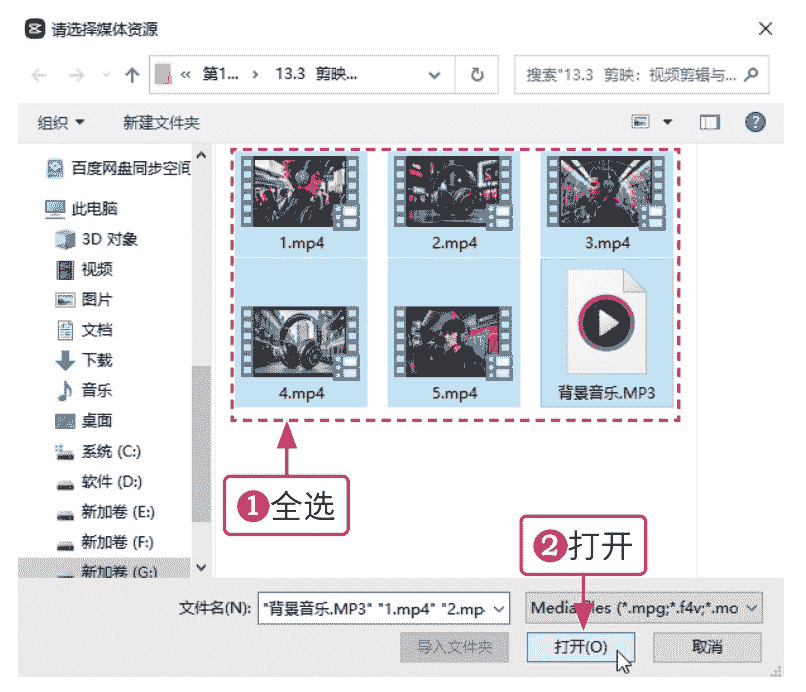 请选择媒体资源
« 第1... › 13.3 剪映...
搜索"13.3 剪映：视频剪辑与...
组织
新建文件夹
百度网盘同步空间
此电脑
3D 对象
视频
图片
文档
下载
音乐
桌面
系统 (C:)
软件 (D:)
新加卷 (E:)
新加卷 (F:)
新加卷 (G:)
1.mp4
2.mp4
3.mp4
4.mp4
5.mp4
背景音乐.MP3
❶全选
❷打开
文件名(N):
"背景音乐.MP3" "1.mp4" "2.mp
Media files (*.mpg;*.f4v;*.mo
导入文件夹
打开(O)
取消